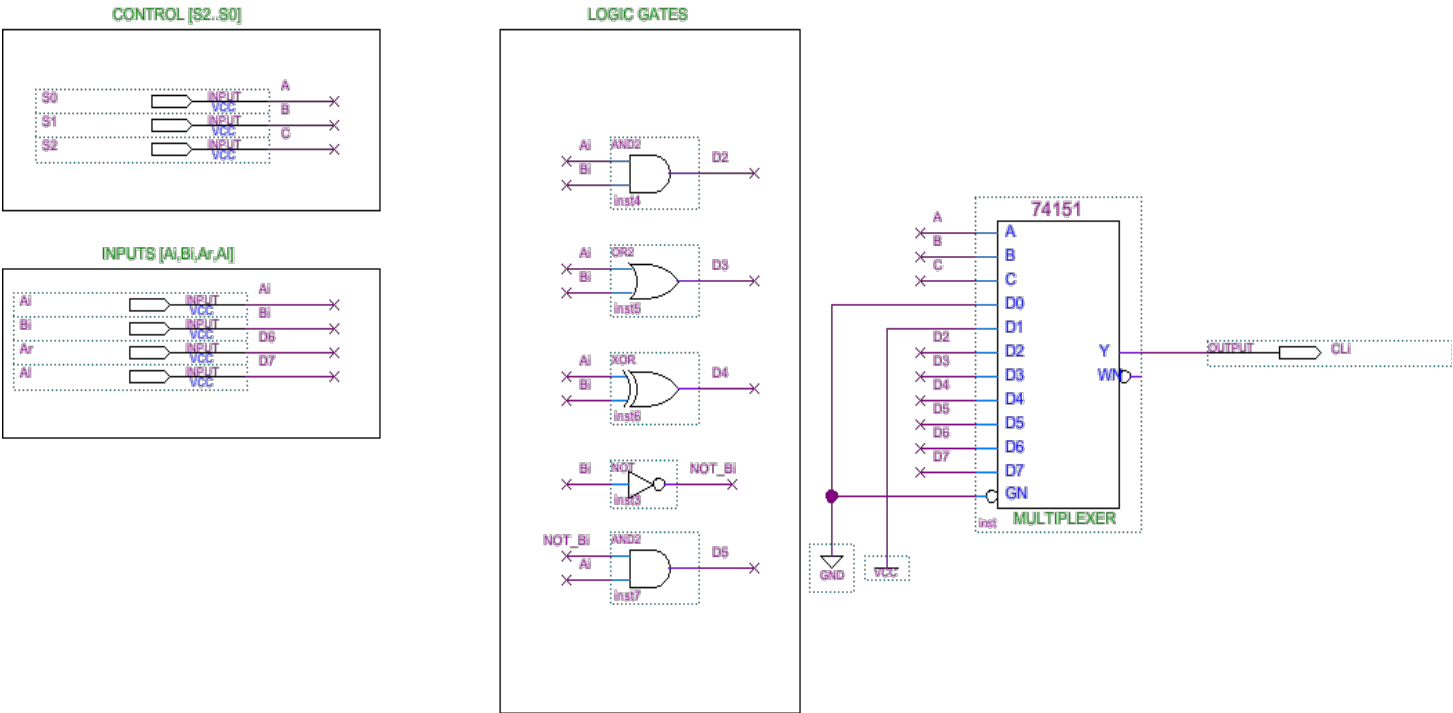 CONTROL [S2..S0]
S0 INPUT VCC A
S1 INPUT VCC B
S2 INPUT VCC C
INPUTS [Ai,Bi,Ar,Al]
Ai INPUT VCC Ai
Bi INPUT VCC Bi
Ar INPUT VCC D6
Al INPUT VCC D7
LOGIC GATES
Ai AND2 D2
Bi
inst4
Ai OR2 D3
Bi
inst5
Ai XOR D4
Bi
inst6
Bi NOT NOT_Bi
inst3
NOT_Bi AND2 D5
Ai
inst7
74151
A A
B B
C C
D0
D1
D2 D2 Y OUTPUT CLi
D3 D3 WN
D4 D4
D5 D5
D6 D6
D7 D7
GN
inst MULTIPLEXER
GND VCC